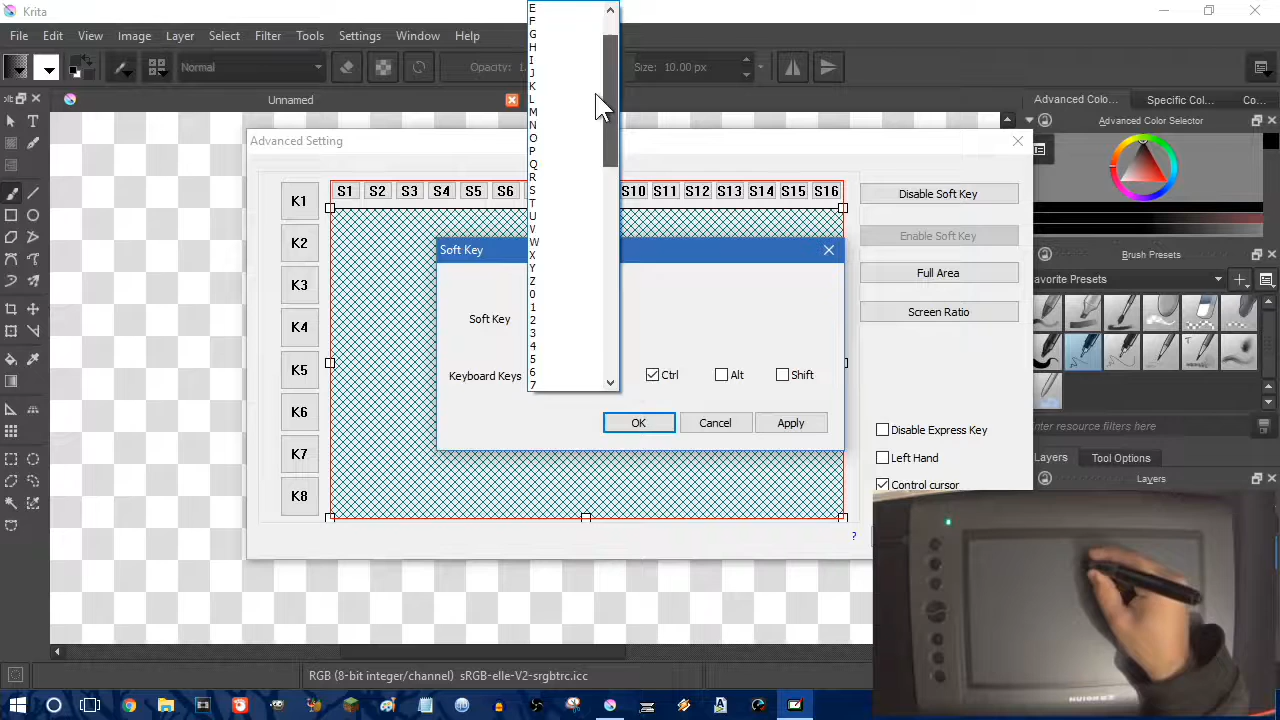 Krita
File Edit View Image Layer Select Filter Tools Settings Window Help
Normal
Opacity: 1
Size: 10.00 px
Unnamed
Advanced Colo... Specific Col... Co...
Advanced Color Selector
Advanced Setting
S1 S2 S3 S4 S5 S6 S10 S11 S12 S13 S14 S15 S16
K1
K2
K3
K4
K5
K6
K7
K8
Disable Soft Key
Enable Soft Key
Full Area
Screen Ratio
Disable Express Key
Left Hand
Control cursor
?
Soft Key
Soft Key
Keyboard Keys
Ctrl Alt Shift
OK Cancel Apply
E
F
G
H
I
J
K
L
M
N
O
P
Q
R
S
T
U
V
W
X
Y
Z
0
1
2
3
4
5
6
7
Brush Presets
avorite Presets
enter resource filters
Layers Tool Options
Layers
RGB (8-bit integer/channel) sRGB-elle-V2-srgbtrc.icc
HUION